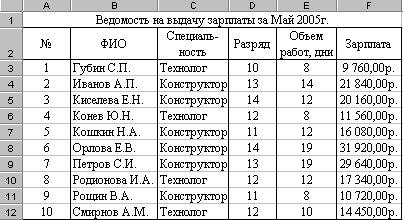 A B C D E F
1 Ведомость на выдачу зарплаты за Май 2005г.
2 № ФИО Специаль-ность Разряд Объем работ, дни Зарплата
3 1 Губин С.П. Технолог 10 8 9 760,00р.
4 2 Иванов А.П. Конструктор 13 14 21 840,00р.
5 3 Киселева Е.Н. Конструктор 14 12 20 160,00р.
6 4 Конев Ю.Н. Технолог 12 8 11 560,00р.
7 5 Кошкин Н.А. Конструктор 11 12 16 080,00р.
8 6 Орлова Е.В. Конструктор 14 19 31 920,00р.
9 7 Петров С.И. Конструктор 13 19 29 640,00р.
10 8 Родионова И.А. Технолог 12 12 17 340,00р.
11 9 Рощин В.А. Конструктор 11 8 10 720,00р.
12 10 Смирнов А.М. Технолог 12 10 14 450,00р.